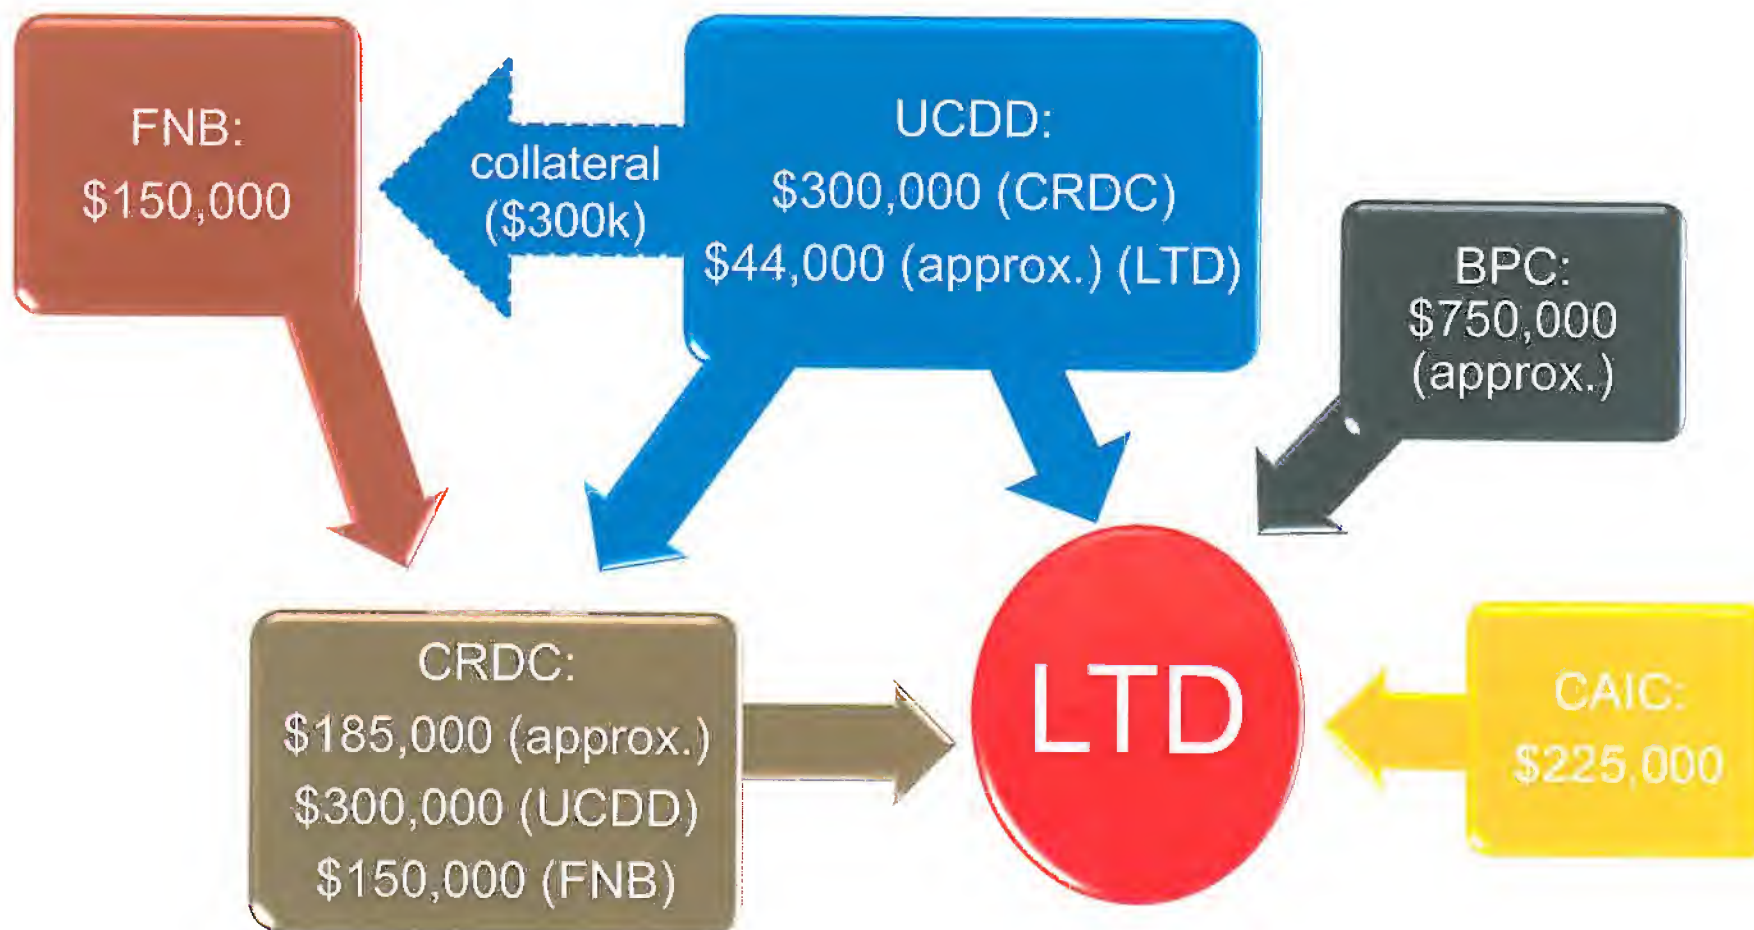 FNB:
$150,000
collateral
($300k)
UCDD:
$300,000 (CRDC)
$44,000 (approx.) (LTD)
BPC:
$750,000
(approx.)
CRDC:
$185,000 (approx.)
$300,000 (UCDD)
$150,000 (FNB)
LTD
CAIC:
$225,000